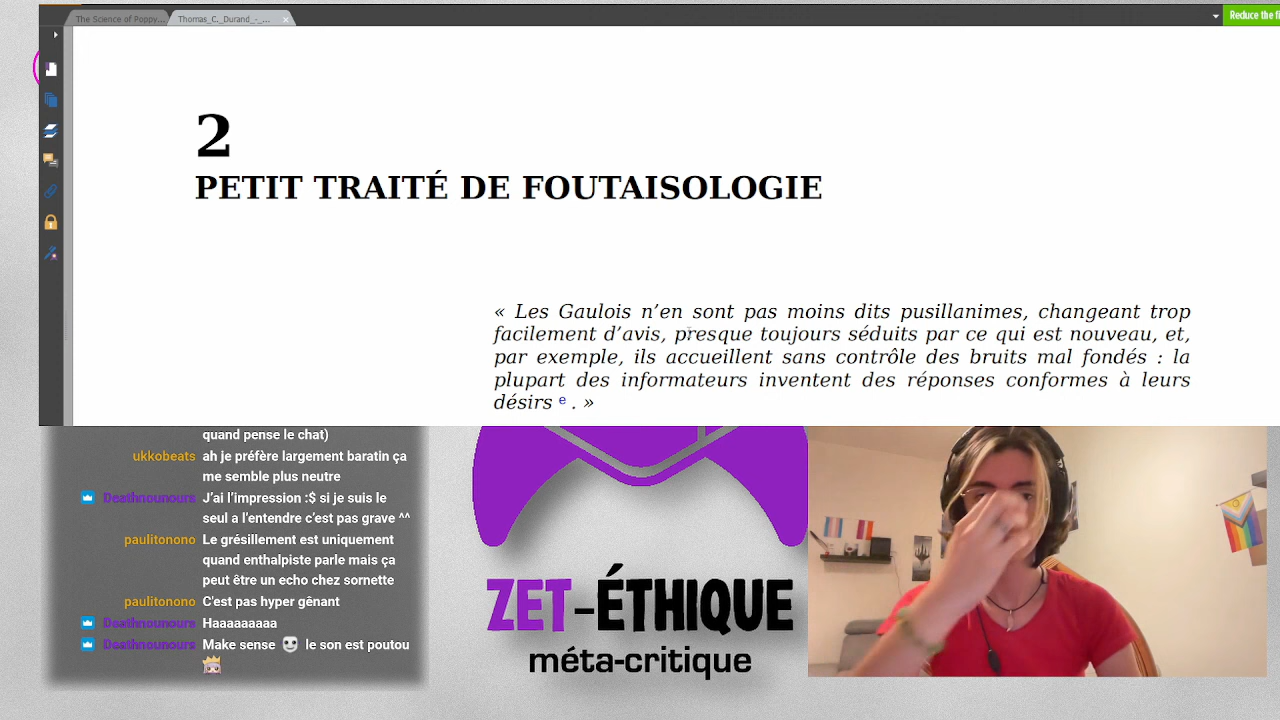 The Science of Poppy...
Thomas_C._Durand_-_...
Reduce the fi
2
PETIT TRAITÉ DE FOUTAISOLOGIE
« Les Gaulois n’en sont pas moins dits pusillanimes, changeant trop
facilement d’avis, presque toujours séduits par ce qui est nouveau, et,
par exemple, ils accueillent sans contrôle des bruits mal fondés : la
plupart des informateurs inventent des réponses conformes à leurs
désirs e . »
quand pense le chat)
ukkobeats ah je préfère largement baratin ça
me semble plus neutre
Deathnounours J’ai l’impression :$ si je suis le
seul a l’entendre c’est pas grave ^^
paulitonono Le grésillement est uniquement
quand enthalpiste parle mais ça
peut être un echo chez sornette
paulitonono C'est pas hyper gênant
Deathnounours Haaaaaaaaa
Deathnounours Make sense le son est poutou
ZET-ÉTHIQUE
méta-critique